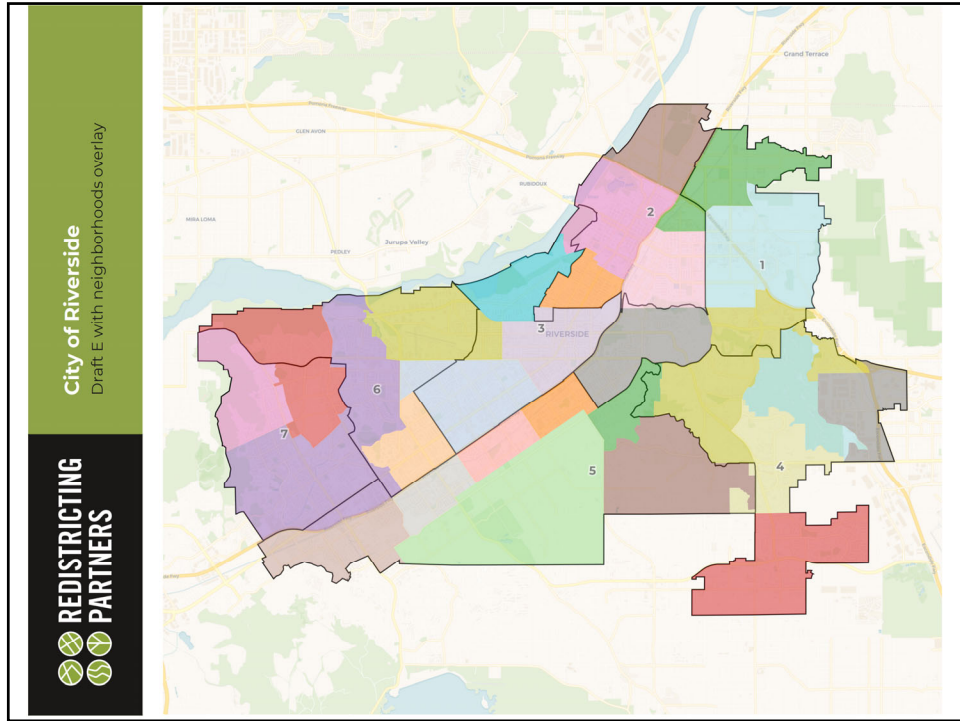 City of Riverside
Draft E with neighborhoods overlay
REDISTRICTING
PARTNERS
Grand Terrace
GLEN AVON
RUBIDOUX
MIRA LOMA
PEDLEY
Jurupa Valley
RIVERSIDE
1
2
3
4
5
6
7